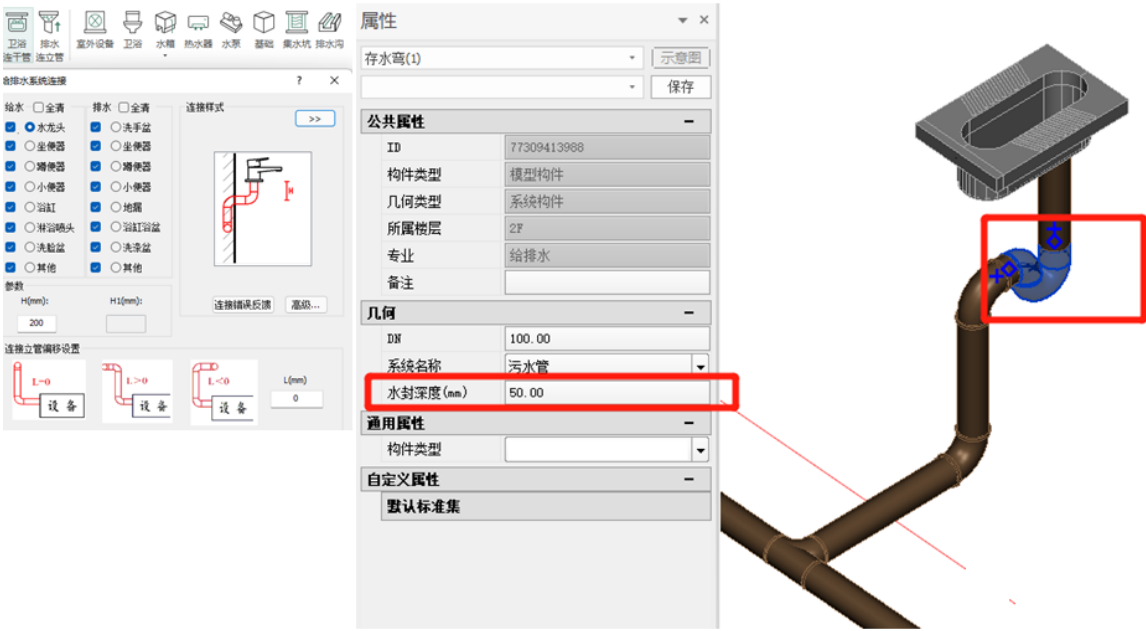 卫浴 排水 室外设备 卫浴 水箱 热水器 水泵 基础 集水坑 排水沟
连干管 连立管
给排水系统连接 ? ×
给水 全清 排水 全清 连接样式
>>
水龙头 洗手盆
坐便器 坐便器
蹲便器 蹲便器
小便器 小便器
浴缸 地漏
淋浴喷头 浴缸浴盆
洗脸盆 洗涤盆
其他 其他
H
参数
H(mm): H1(mm):
200
连接错误反馈 高级...
连接立管偏移设置
L=0 L>0 L<0 L(mm)
设备 设备 设备 0
属性
存水弯(1) 示意图
保存
公共属性
ID 77309413988
构件类型 模型构件
几何类型 系统构件
所属楼层 2F
专业 给排水
备注
几何
DN 100.00
系统名称 污水管
水封深度(mm) 50.00
通用属性
构件类型
自定义属性
默认标准集